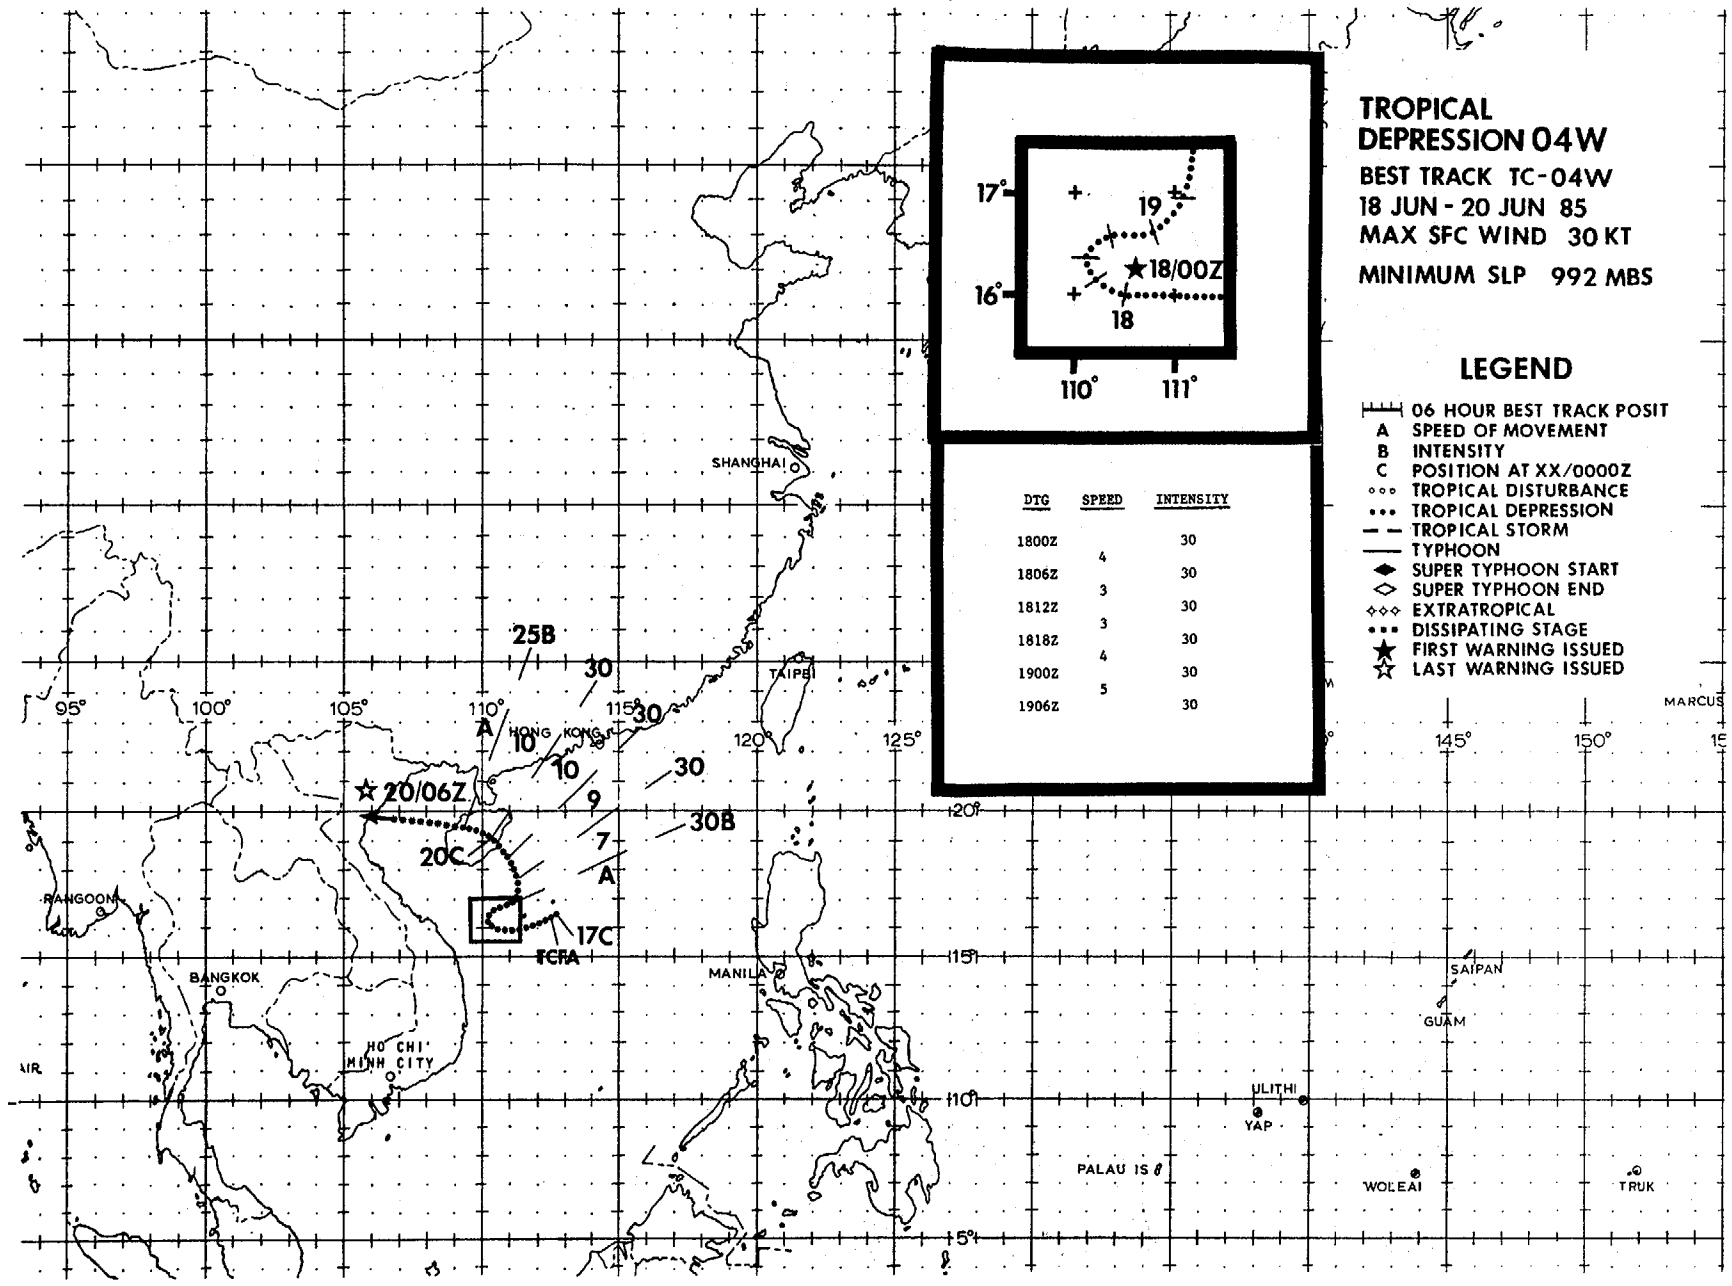 TROPICAL
DEPRESSION 04W
BEST TRACK TC-04W
18 JUN - 20 JUN 85
MAX SFC WIND 30 KT
MINIMUM SLP 992 MBS
17°
19
18/00Z
16°
18
110° 111°
LEGEND
06 HOUR BEST TRACK POSIT
A SPEED OF MOVEMENT
B INTENSITY
C POSITION AT XX/0000Z
TROPICAL DISTURBANCE
TROPICAL DEPRESSION
TROPICAL STORM
TYPHOON
SUPER TYPHOON START
SUPER TYPHOON END
EXTRATROPICAL
DISSIPATING STAGE
FIRST WARNING ISSUED
LAST WARNING ISSUED
DTG SPEED INTENSITY
1800Z 30
4
1806Z 30
3
1812Z 30
3
1818Z 30
4
1900Z 30
5
1906Z 30
SHANGHAI
25B
30
TAIPEI
MARCUS
95° 100° 105° 110° 115° 30
A HONG KONG
10
120° 125° 145° 150°
10 30
20/06Z 9
20°
30B
7
20C
A
RANGOON
17C
TCFA
15°
BANGKOK
MANILA
SAIPAN
GUAM
HO CHI
MINH CITY
ULITHI
10°
YAP
PALAU IS
WOLEAI
TRUK
5°